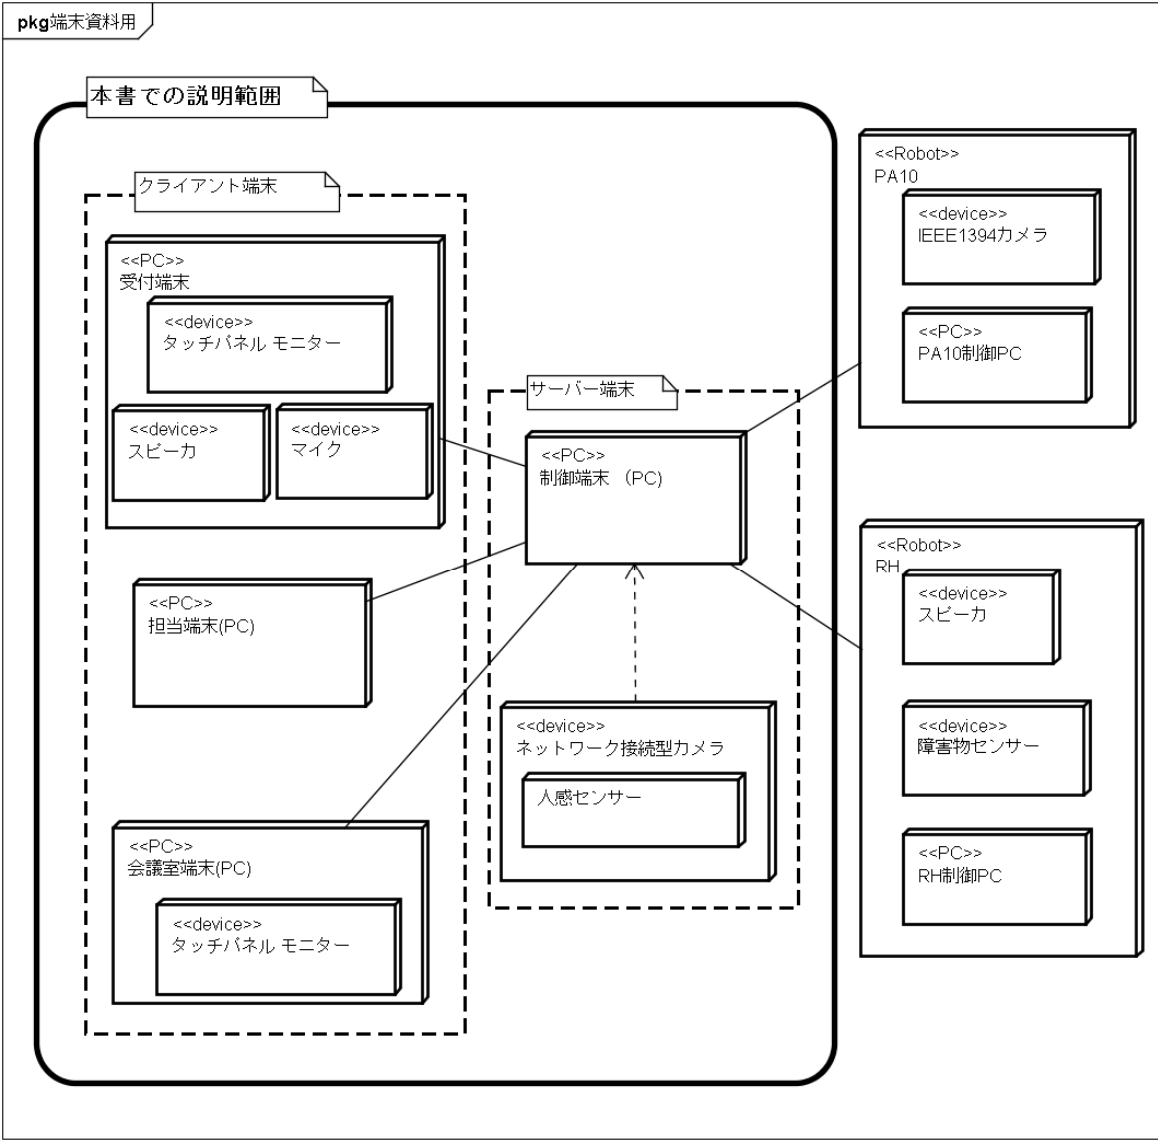 pkg端末資料用
本書での説明範囲
クライアント端末
<<PC>>
受付端末
<<device>>
タッチパネル モニター
<<device>>
スピーカ
<<device>>
マイク
<<PC>>
担当端末(PC)
<<PC>>
会議室端末(PC)
<<device>>
タッチパネル モニター
サーバー端末
<<PC>>
制御端末 （PC)
<<device>>
ネットワーク接続型カメラ
人感センサー
<<Robot>>
PA10
<<device>>
IEEE1394カメラ
<<PC>>
PA10制御PC
<<Robot>>
RH
<<device>>
スピーカ
<<device>>
障害物センサー
<<PC>>
RH制御PC